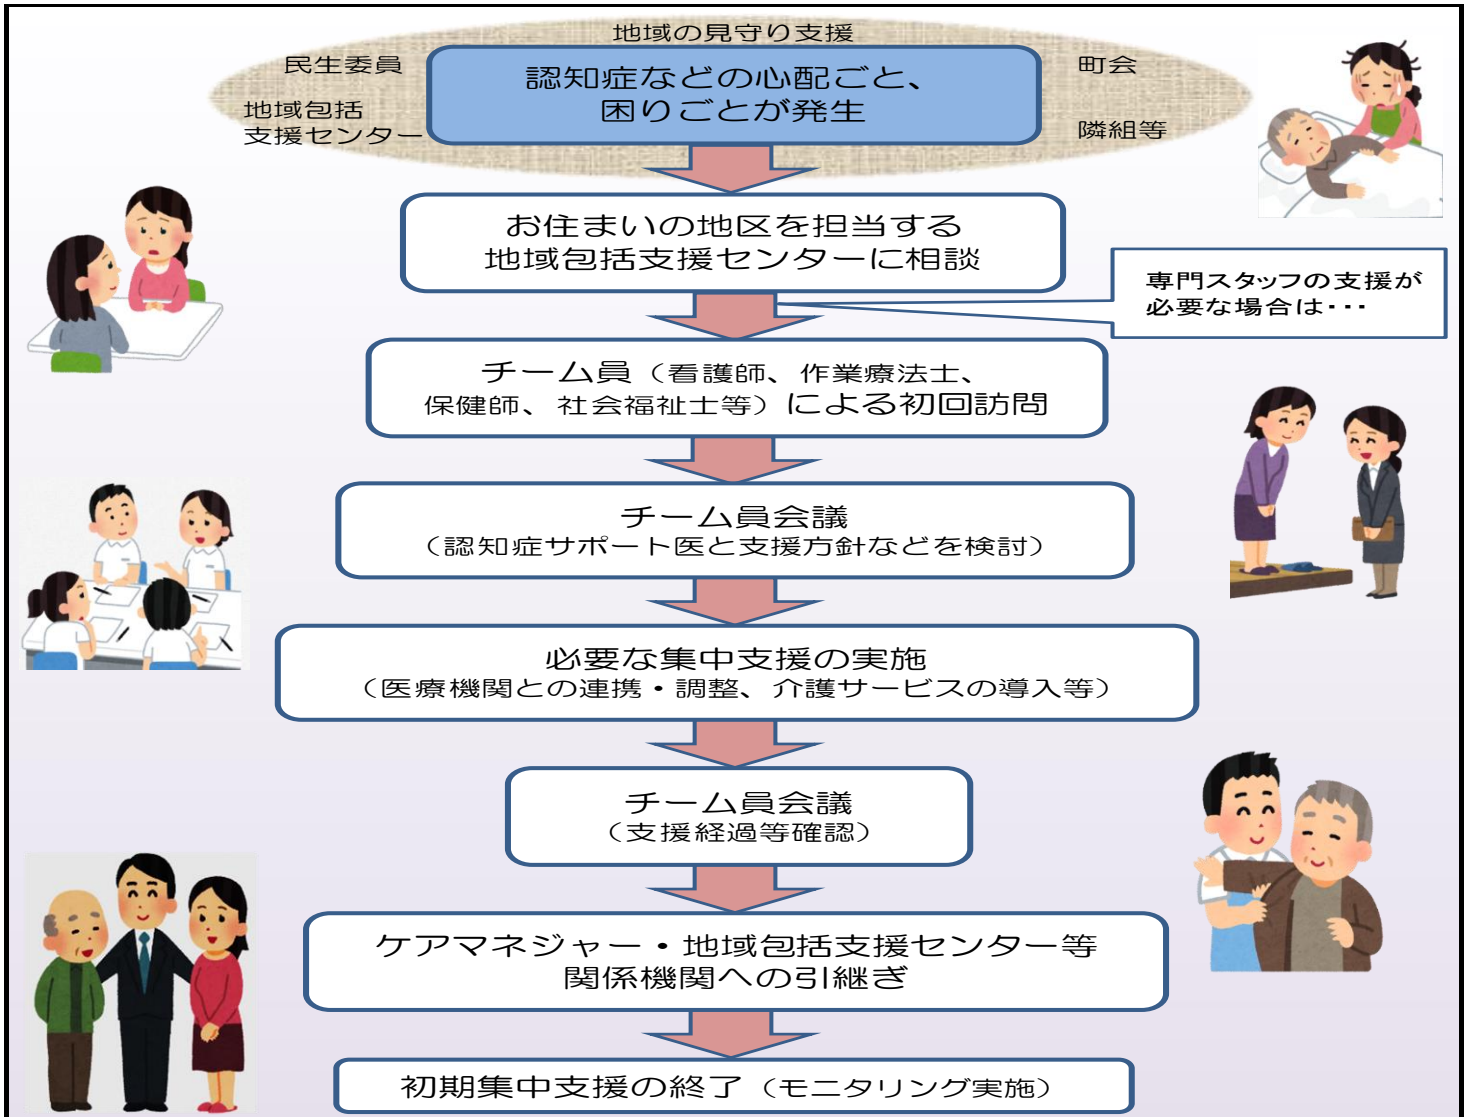 地域の見守り支援
民生委員
地域包括
支援センター
認知症などの心配ごと、
困りごとが発生
町会
隣組等
お住まいの地区を担当する
地域包括支援センターに相談
専門スタッフの支援が
必要な場合は・・・
チーム員（看護師、作業療法士、
保健師、社会福祉士等）による初回訪問
チーム員会議
（認知症サポート医と支援方針などを検討）
必要な集中支援の実施
（医療機関との連携・調整、介護サービスの導入等）
チーム員会議
（支援経過等確認）
ケアマネジャー・地域包括支援センター等
関係機関への引継ぎ
初期集中支援の終了（モニタリング実施）